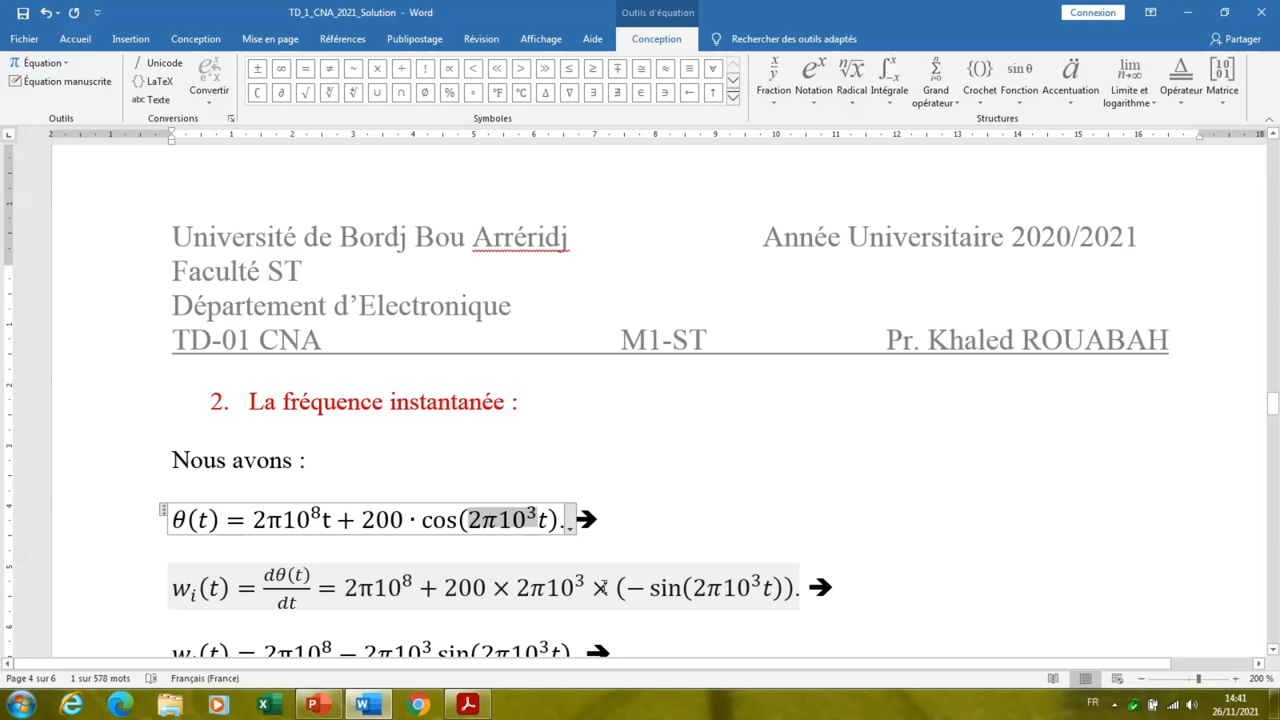 TD_1_CNA_2021_Solution - Word
Outils d'équation
Connexion
Fichier Accueil Insertion Conception Mise en page Références Publipostage Révision Affichage Conception Rechercher des outils adaptés Partager
Équation
Équation manuscrite
Unicode
LaTeX
abc Texte
e^x
Convertir
± ∞ = ≠ ~ × ÷ ! ∝ < ≪ > ≫ ≤ ≥ ∓ ≅ ≈ ≡ ∀
∁ ∂ √ ∛ ∜ ∪ ∩ ∅ % ° °F °C ∆ ∇ ∃ ∄ ∈ ∋ ← ↑
Fraction Notation Radical Intégrale Grand opérateur Crochet Fonction Accentuation Limite et logarithme Opérateur Matrice
Outils Conversions Symboles Structures
Université de Bordj Bou Arréridj Année Universitaire 2020/2021
Faculté ST
Département d’Electronique
TD-01 CNA M1-ST Pr. Khaled ROUABAH
2. La fréquence instantanée :
Nous avons :
θ(t) = 2π10⁸t + 200 · cos(2π10³t). ➔
wᵢ(t) = dθ(t)/dt = 2π10⁸ + 200 × 2π10³ × (− sin(2π10³t)). ➔
wᵢ(t) = 2π10⁸ − 2π10³ sin(2π10³t) ➔
Page 4 sur 6 1 sur 578 mots Français (France) 200 %
FR 14:41
26/11/2021